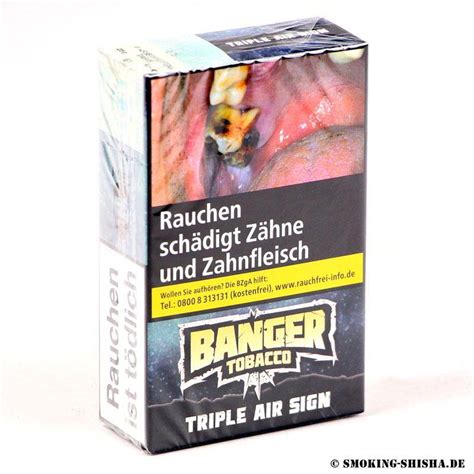 TRIPLE AIR SIGN
Rauchen
schädigt Zähne
und Zahnfleisch
Wollen Sie aufhören? Die BZgA hilft:
Tel.: 0800 8 313131 (kostenfrei), www.rauchfrei-info.de
BANGER
TOBACCO
TRIPLE AIR SIGN
Rauchen
ist tödlich
© SMOKING-SHISHA.DE